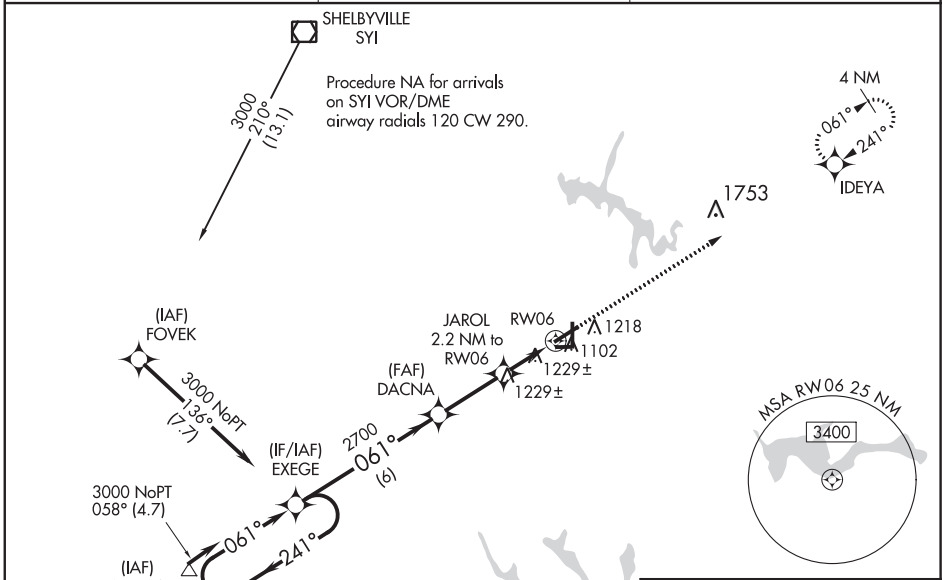 SHELBYVILLE
SYI
Procedure NA for arrivals
on SYI VOR/DME
airway radials 120 CW 290.
3000
210°
(13.1)
4 NM
061°
241°
IDEYA
1753
(IAF)
FOVEK
JAROL
2.2 NM to
RW06
RW06
1218
1102
1229±
1229±
(FAF)
DACNA
3000 NoPT
136°
(7.7)
2700
061°
(6)
(IF/IAF)
EXEGE
3000 NoPT
058° (4.7)
061°
241°
(IAF)
MSA RW06 25 NM
3400